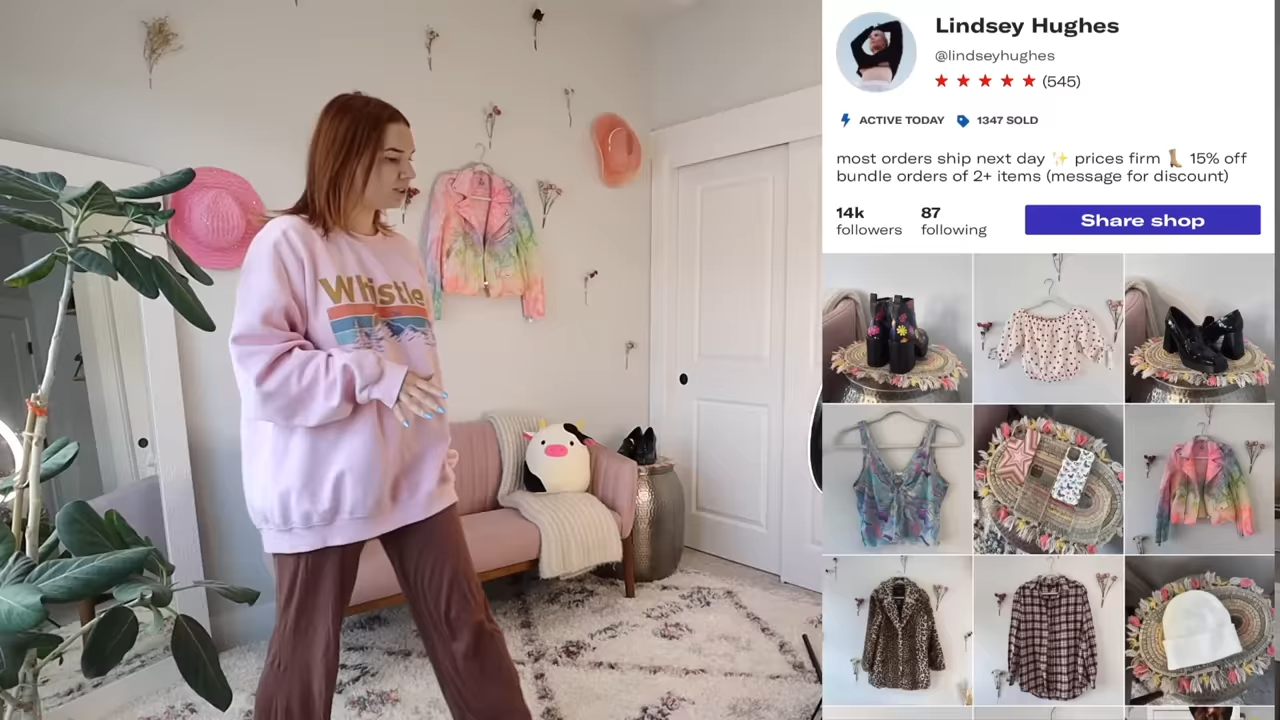 Whistle
Lindsey Hughes
@lindseyhughes
(545)
ACTIVE TODAY 1347 SOLD
most orders ship next day ✨ prices firm 👢 15% off
bundle orders of 2+ items (message for discount)
14k 87
followers following
Share shop